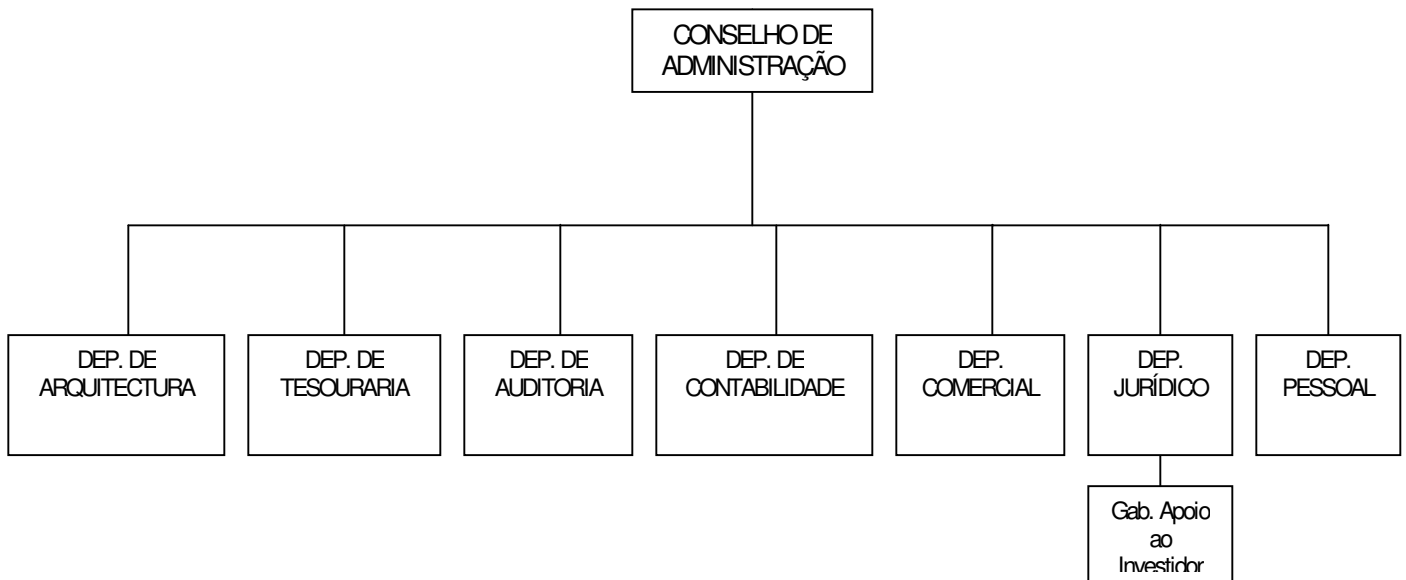 CONSELHO DE
ADMINISTRAÇÃO
DEP. DE
ARQUITECTURA
DEP. DE
TESOURARIA
DEP. DE
AUDITORIA
DEP. DE
CONTABILIDADE
DEP.
COMERCIAL
DEP.
JURÍDICO
DEP.
PESSOAL
Gab. Apoio
ao
Investidor